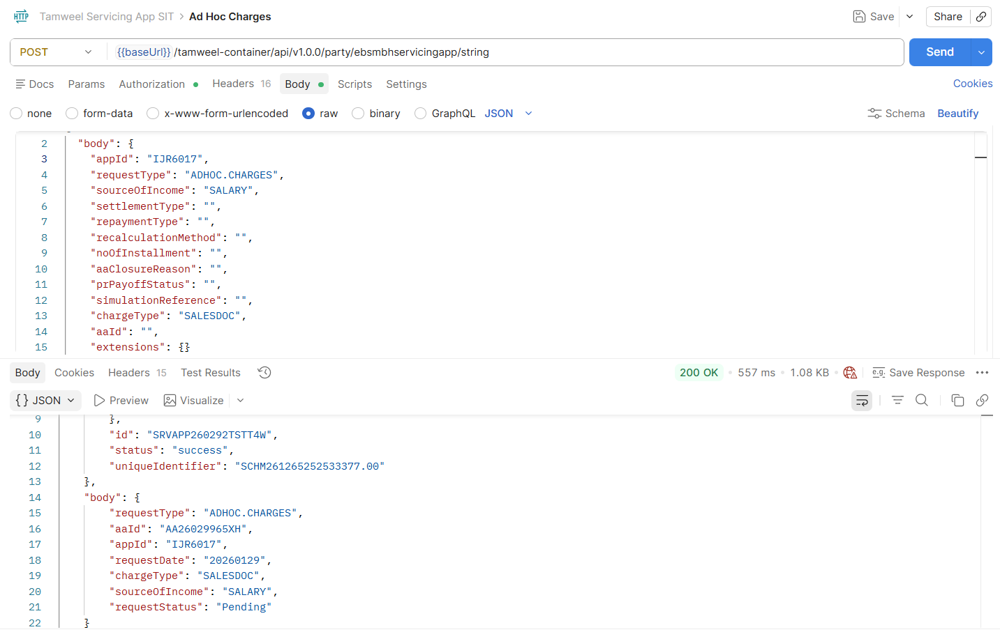 HTTP Tamweel Servicing App SIT > Ad Hoc Charges Save Share
POST {{baseUrl}} /tamweel-container/api/v1.0.0/party/ebsmbhservicingapp/string Send
Docs Params Authorization Headers 16 Body Scripts Settings Cookies
none form-data x-www-form-urlencoded raw binary GraphQL JSON Schema Beautify
2 "body": {
3 "appId": "IJR6017",
4 "requestType": "ADHOC.CHARGES",
5 "sourceOfIncome": "SALARY",
6 "settlementType": "",
7 "repaymentType": "",
8 "recalculationMethod": "",
9 "noOfInstallment": "",
10 "aaClosureReason": "",
11 "prPayoffStatus": "",
12 "simulationReference": "",
13 "chargeType": "SALESDOC",
14 "aaId": "",
15 "extensions": {}
Body Cookies Headers 15 Test Results 200 OK • 557 ms • 1.08 KB • e.g. Save Response
{} JSON Preview Visualize
9 },
10 "id": "SRVAPP260292TSTT4W",
11 "status": "success",
12 "uniqueIdentifier": "SCHM261265252533377.00"
13 },
14 "body": {
15 "requestType": "ADHOC.CHARGES",
16 "aaId": "AA26029965XH",
17 "appId": "IJR6017",
18 "requestDate": "20260129",
19 "chargeType": "SALESDOC",
20 "sourceOfIncome": "SALARY",
21 "requestStatus": "Pending"
22 }